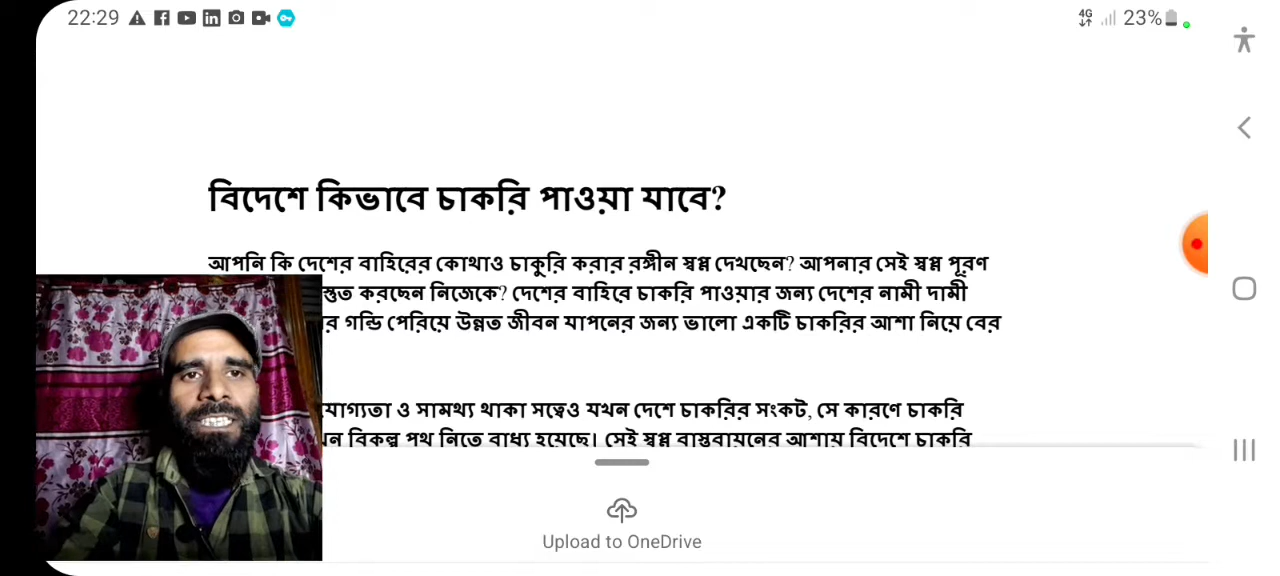 22:29
4G 23%
বিদেশে কিভাবে চাকরি পাওয়া যাবে?
আপনি কি দেশের বাহিরের কোথাও চাকুরি করার রঙ্গীন স্বপ্ন দেখছেন? আপনার সেই স্বপ্ন পূরণ
করছেন নিজেকে? দেশের বাহিরে চাকরি পাওয়ার জন্য দেশের নামী দামী
গন্ডি পেরিয়ে উন্নত জীবন যাপনের জন্য ভালো একটি চাকরির আশা নিয়ে বের
যোগ্যতা ও সামথ্য থাকা সত্বেও যখন দেশে চাকরির সংকট, সে কারণে চাকরি
বিকল্প পথ নিতে বাধ্য হয়েছে। সেই স্বপ্ন বাস্তবায়নের আশায় বিদেশে চাকরি
Upload to OneDrive